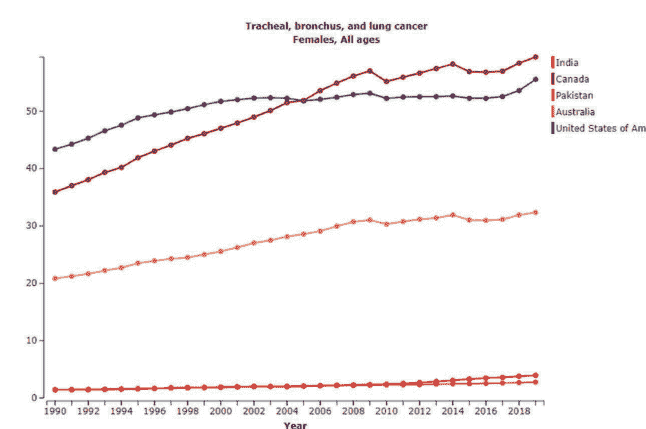 Tracheal, bronchus, and lung cancer
Females, All ages
India
Canada
Pakistan
Australia
United States of Am
50
40
30
20
10
0
1990 1992 1994 1996 1998 2000 2002 2004 2006 2008 2010 2012 2014 2016 2018
Year